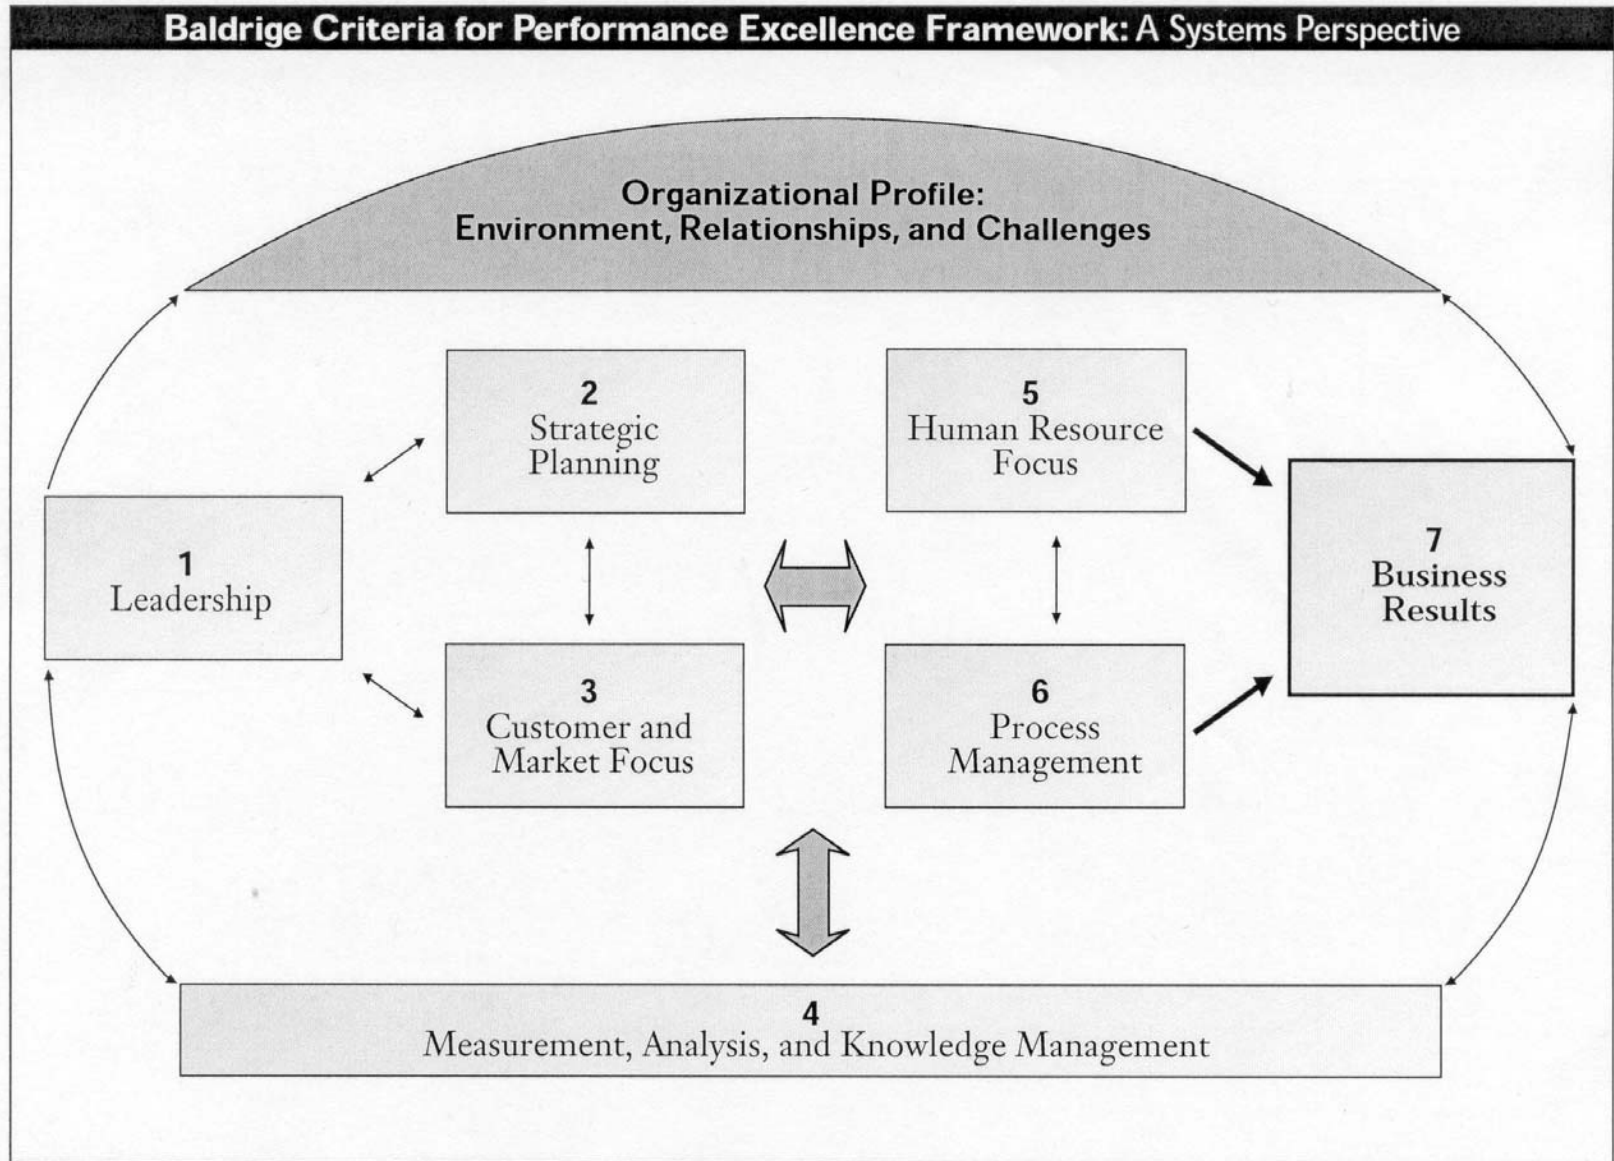 Baldrige Criteria for Performance Excellence Framework: A Systems Perspective
Organizational Profile:
Environment, Relationships, and Challenges
2
Strategic
Planning
5
Human Resource
Focus
1
Leadership
7
Business
Results
3
Customer and
Market Focus
6
Process
Management
4
Measurement, Analysis, and Knowledge Management